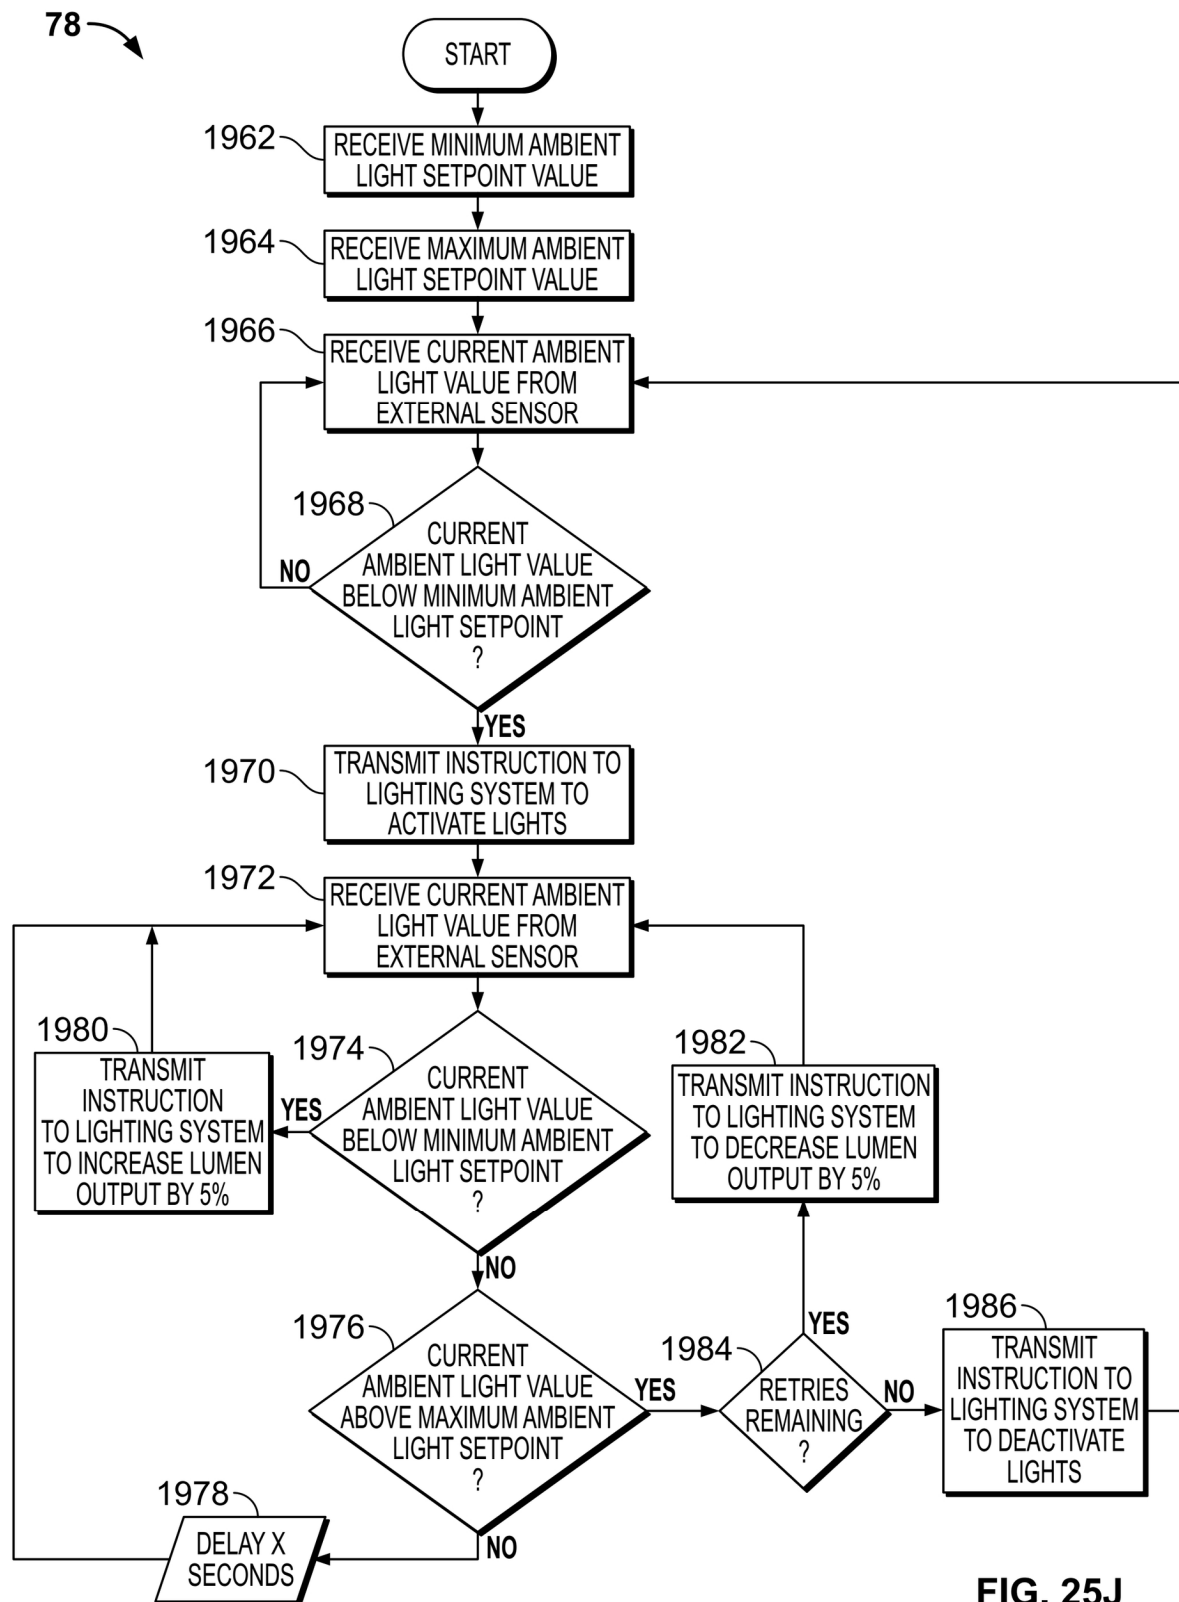 78
START
1962
RECEIVE MINIMUM AMBIENT
LIGHT SETPOINT VALUE
1964
RECEIVE MAXIMUM AMBIENT
LIGHT SETPOINT VALUE
1966
RECEIVE CURRENT AMBIENT
LIGHT VALUE FROM
EXTERNAL SENSOR
1968
CURRENT
AMBIENT LIGHT VALUE
BELOW MINIMUM AMBIENT
LIGHT SETPOINT
?
NO
YES
1970
TRANSMIT INSTRUCTION TO
LIGHTING SYSTEM TO
ACTIVATE LIGHTS
1972
RECEIVE CURRENT AMBIENT
LIGHT VALUE FROM
EXTERNAL SENSOR
1974
CURRENT
AMBIENT LIGHT VALUE
BELOW MINIMUM AMBIENT
LIGHT SETPOINT
?
YES
1980
TRANSMIT
INSTRUCTION
TO LIGHTING SYSTEM
TO INCREASE LUMEN
OUTPUT BY 5%
NO
1982
TRANSMIT INSTRUCTION
TO LIGHTING SYSTEM
TO DECREASE LUMEN
OUTPUT BY 5%
1976
CURRENT
AMBIENT LIGHT VALUE
ABOVE MAXIMUM AMBIENT
LIGHT SETPOINT
?
YES
1984
RETRIES
REMAINING
?
YES
NO
1986
TRANSMIT
INSTRUCTION TO
LIGHTING SYSTEM
TO DEACTIVATE
LIGHTS
NO
1978
DELAY X
SECONDS
FIG. 25J